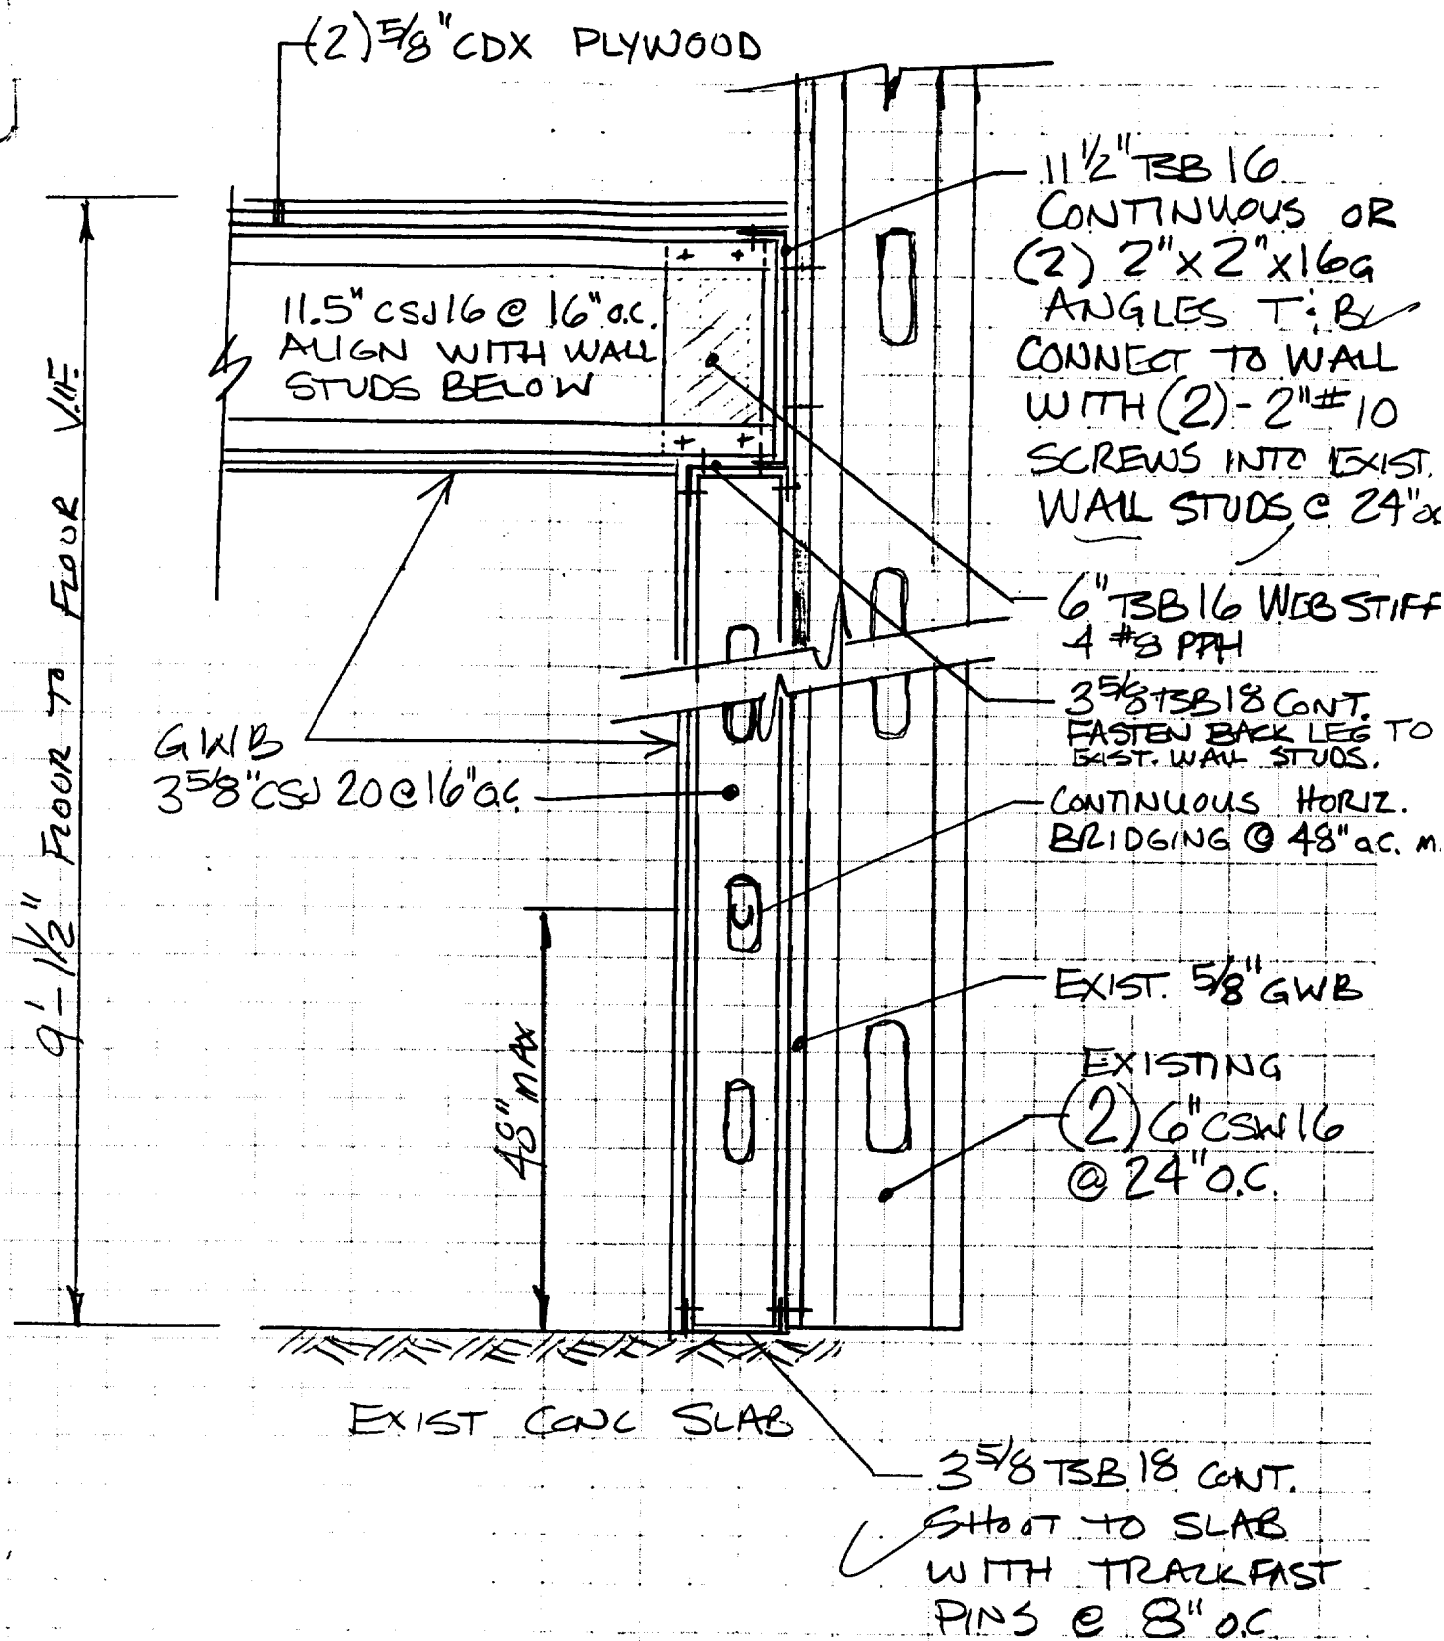 (2) 5/8" CDX PLYWOOD
11 1/2" TSB 16
CONTINUOUS OR
(2) 2"x2"x16G
ANGLES T&B
CONNECT TO WALL
WITH (2)-2"#10
SCREWS INTO EXIST.
WALL STUDS @ 24"oc
11.5" CSJ16 @ 16"o.c.
ALIGN WITH WALL
STUDS BELOW
6" TSB 16 WEB STIFF
4 #8 PPH
3 5/8 TSB 18 CONT.
FASTEN BACK LEG TO
EXIST. WALL STUDS.
GWB
3 5/8" CSJ 20 @ 16"o.c.
CONTINUOUS HORIZ.
BRIDGING @ 48" o.c. M
9'-1 1/2" FLOOR TO FLOOR VIF
48" MAX
EXIST. 5/8" GWB
EXISTING
(2) 6" CSW 16
@ 24" O.C.
EXIST CONC SLAB
3 5/8 TSB 18 CONT.
SHOOT TO SLAB
WITH TRACKFAST
PINS @ 8" O.C